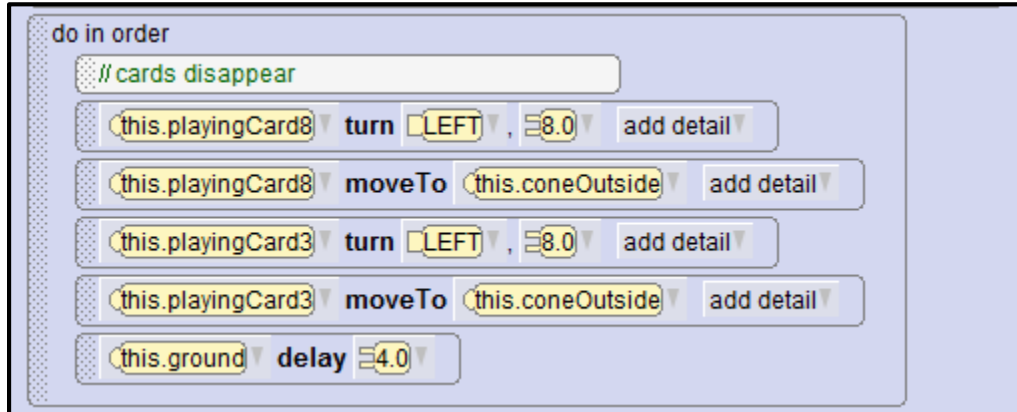 do in order
// cards disappear
this.playingCard8 turn LEFT , 8.0 add detail
this.playingCard8 moveTo this.coneOutside add detail
this.playingCard3 turn LEFT , 8.0 add detail
this.playingCard3 moveTo this.coneOutside add detail
this.ground delay 4.0